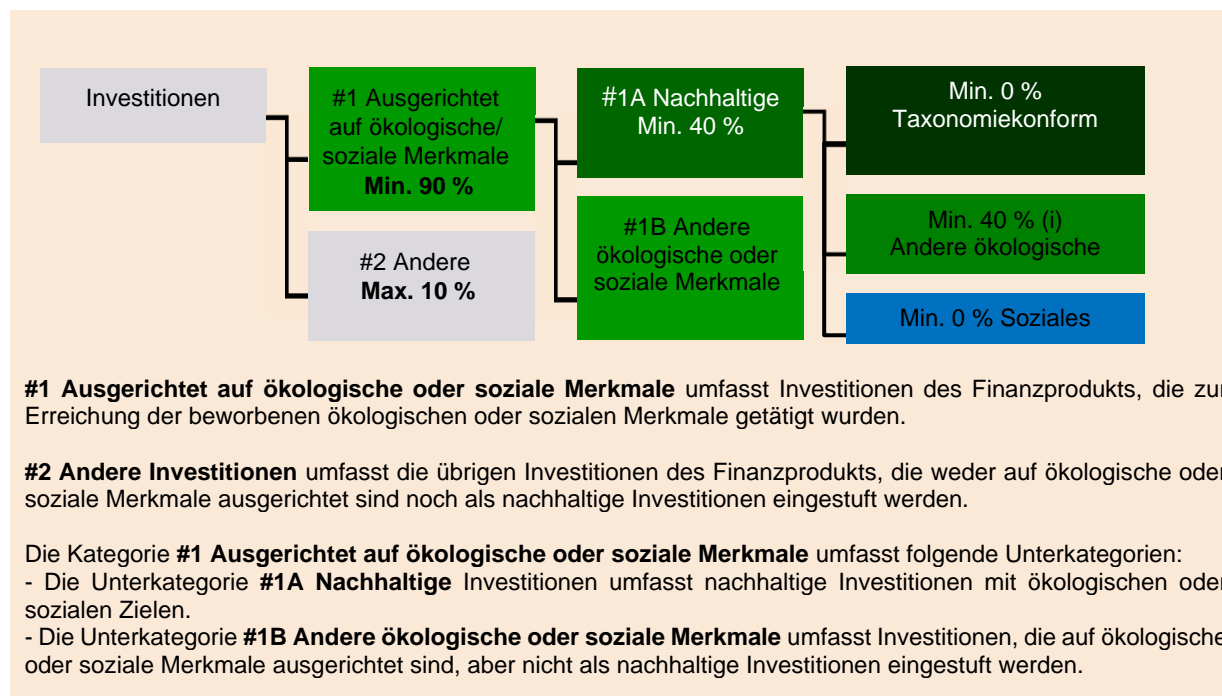 Investitionen
#1 Ausgerichtet
auf ökologische/
soziale Merkmale
Min. 90 %
#2 Andere
Max. 10 %
#1A Nachhaltige
Min. 40 %
#1B Andere
ökologische oder
soziale Merkmale
Min. 0 %
Taxonomiekonform
Min. 40 % (i)
Andere ökologische
Min. 0 % Soziales
#1 Ausgerichtet auf ökologische oder soziale Merkmale umfasst Investitionen des Finanzprodukts, die zur
Erreichung der beworbenen ökologischen oder sozialen Merkmale getätigt wurden.
#2 Andere Investitionen umfasst die übrigen Investitionen des Finanzprodukts, die weder auf ökologische oder
soziale Merkmale ausgerichtet sind noch als nachhaltige Investitionen eingestuft werden.
Die Kategorie #1 Ausgerichtet auf ökologische oder soziale Merkmale umfasst folgende Unterkategorien:
- Die Unterkategorie #1A Nachhaltige Investitionen umfasst nachhaltige Investitionen mit ökologischen oder
sozialen Zielen.
- Die Unterkategorie #1B Andere ökologische oder soziale Merkmale umfasst Investitionen, die auf ökologische
oder soziale Merkmale ausgerichtet sind, aber nicht als nachhaltige Investitionen eingestuft werden.